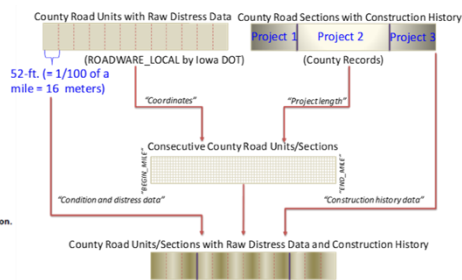 County Road Units with Raw Distress Data
County Road Sections with Construction History
Project 1
Project 2
Project 3
(ROADWARE_LOCAL by Iowa DOT)
(County Records)
52-ft. (= 1/100 of a
mile = 16 meters)
"Coordinates"
"Project length"
Consecutive County Road Units/Sections
"BEGIN_MILE"
"END_MILE"
"Condition and distress data"
"Construction history data"
on.
County Road Units/Sections with Raw Distress Data and Construction History